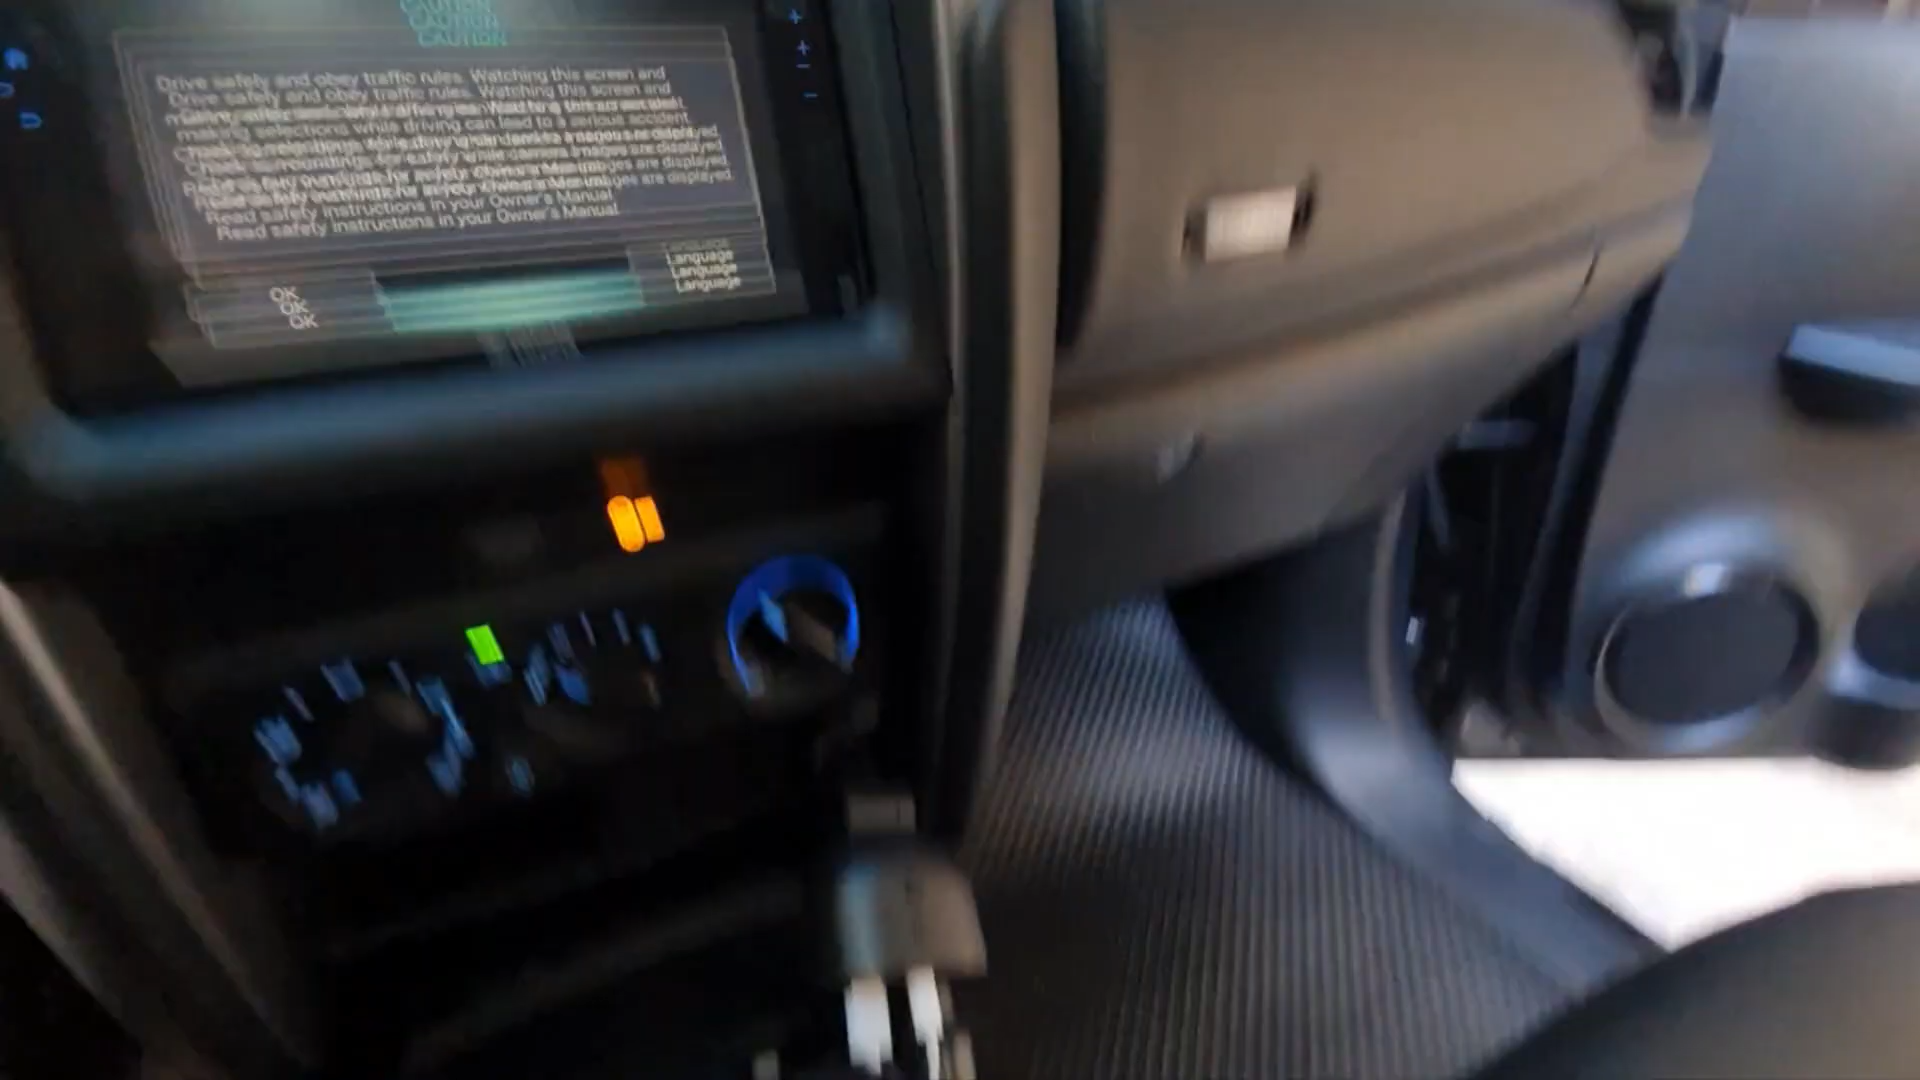 CAUTION
Drive safely and obey traffic rules. Watching this screen and
making selections while driving can lead to a serious accident.
Check surroundings for safety while camera images are displayed.
Read safety instructions in your Owner's Manual.
OK
Language